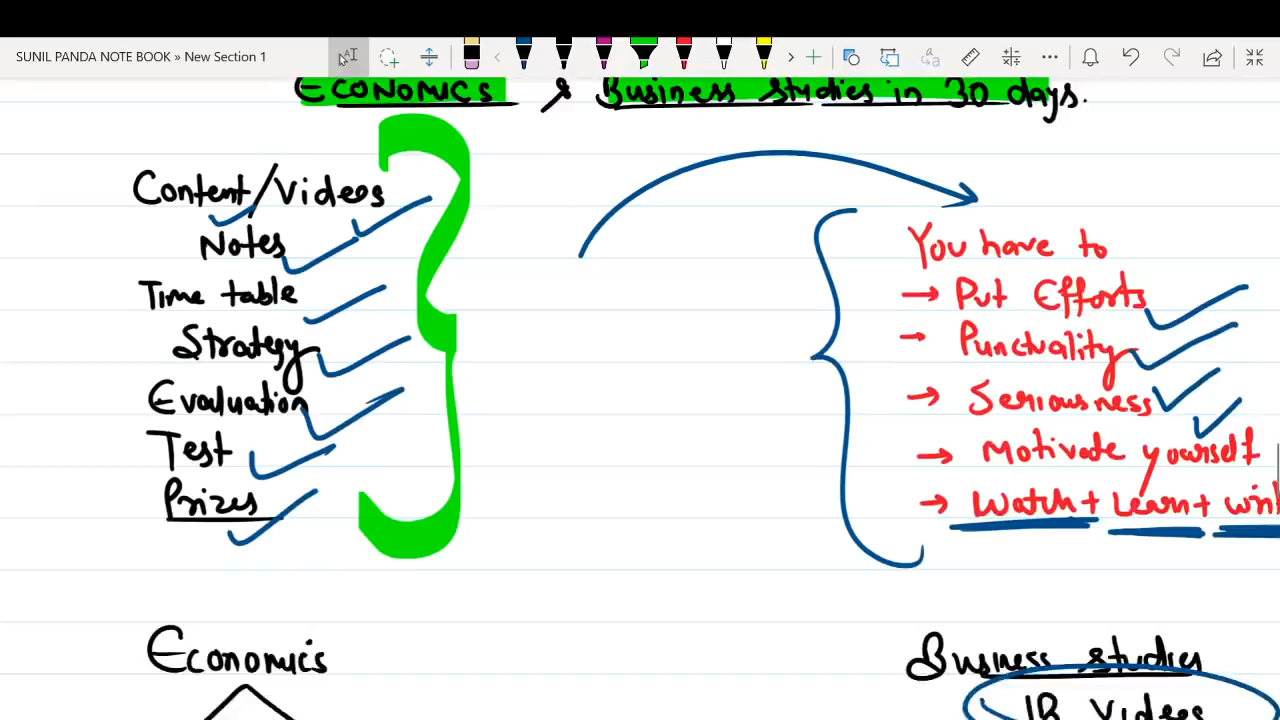 SUNIL PANDA NOTE BOOK » New Section 1
ECONOMICS & Business studies in 30 days.
Content/Videos
Notes
Time table
Strategy
Evaluation
Test
Prizes
You have to
→ Put Efforts
→ Punctuality
→ Seriousness
→ Motivate yourself
→ Watch + Learn +
Economics
Business studies
Videos